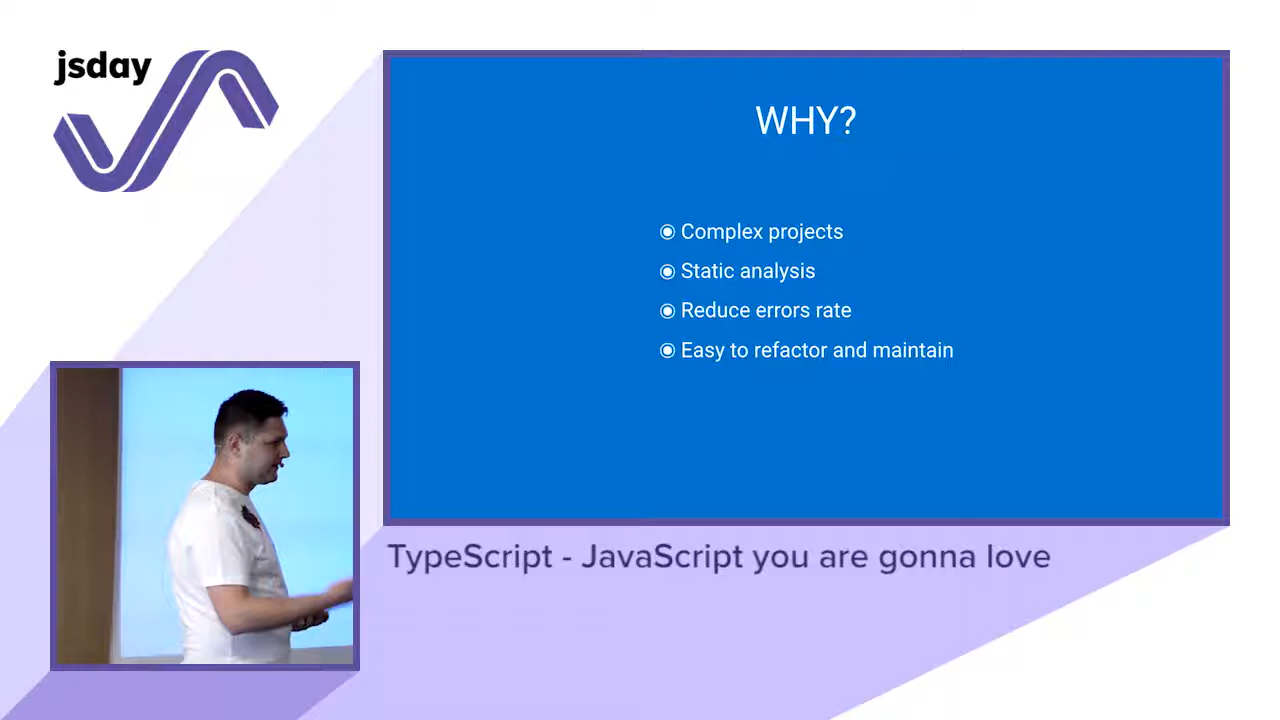 jsday
WHY?
◉ Complex projects
◉ Static analysis
◉ Reduce errors rate
◉ Easy to refactor and maintain
TypeScript - JavaScript you are gonna love